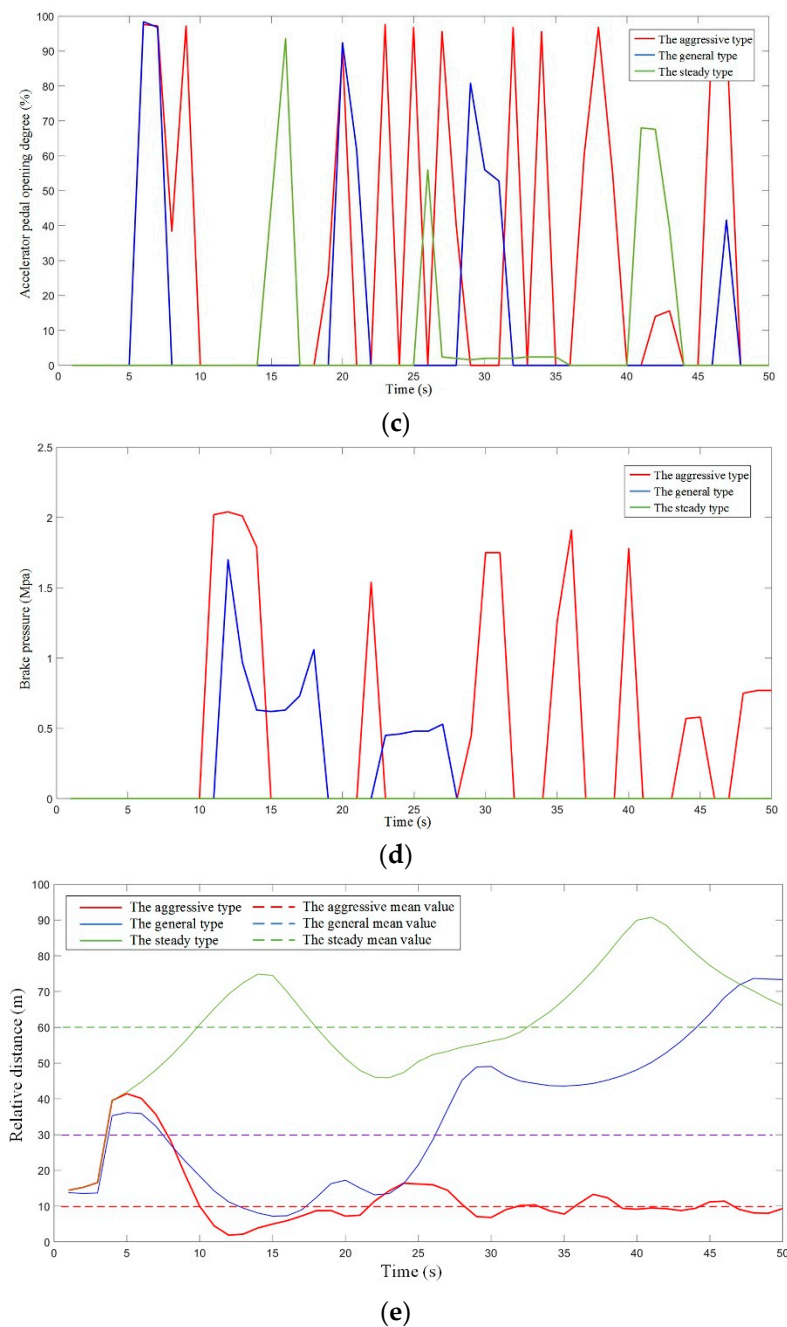 100
90
80
70
60
50
40
30
20
10
0
Accelerator pedal opening degree (%)
The aggressive type
The general type
The steady type
0 5 10 15 20 25 30 35 40 45 50
Time (s)
(c)
2.5
2
1.5
1
0.5
0
Brake pressure (Mpa)
The aggressive type
The general type
The steady type
0 5 10 15 20 25 30 35 40 45 50
Time (s)
(d)
100
90
80
70
60
50
40
30
20
10
0
Relative distance (m)
The aggressive type The aggressive mean value
The general type The general mean value
The steady type The steady mean value
0 5 10 15 20 25 30 35 40 45 50
Time (s)
(e)